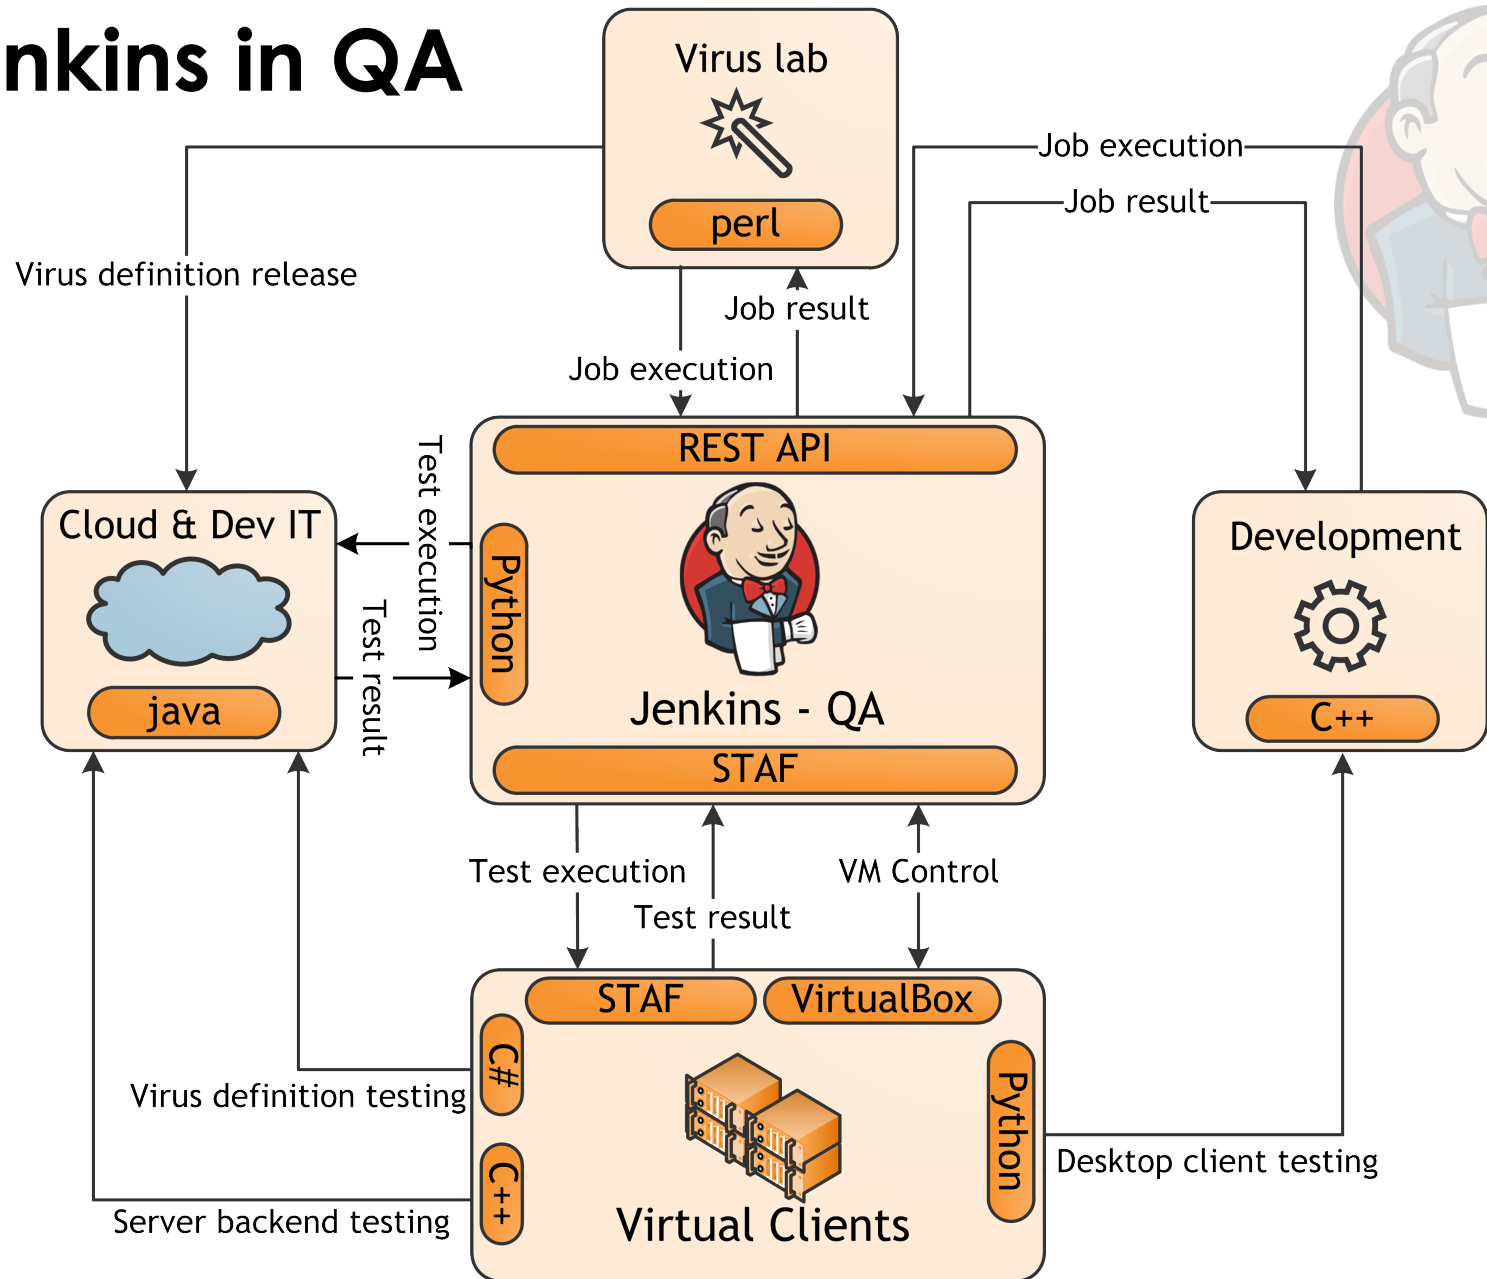 nkins in QA
Virus lab
perl
Job execution
Job result
Virus definition release
Job result
Job execution
REST API
Test execution
Cloud & Dev IT
java
Test result
Python
Jenkins - QA
STAF
Development
C++
Test execution
VM Control
Test result
STAF
VirtualBox
C#
Python
Virus definition testing
C++
Desktop client testing
Server backend testing
Virtual Clients